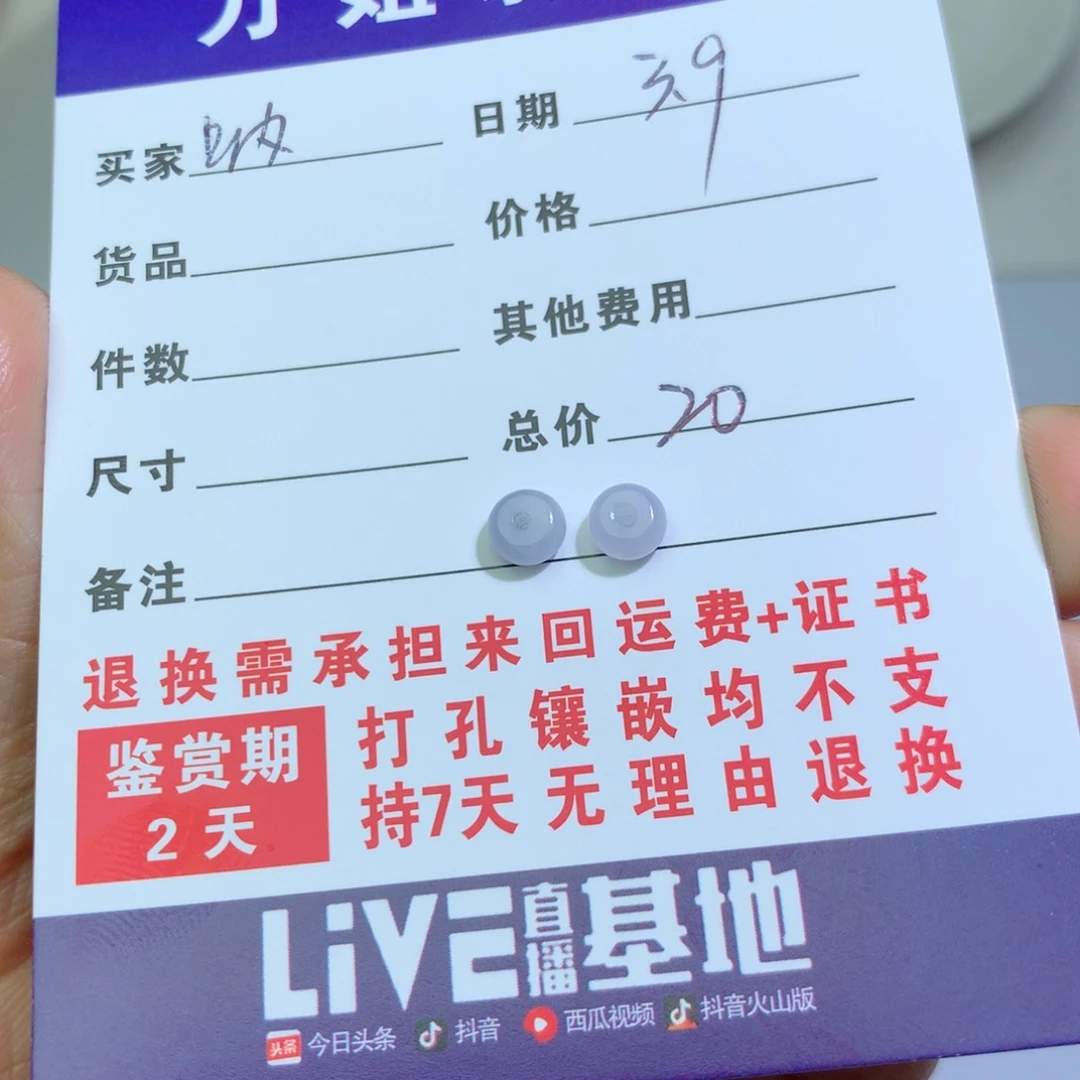 买家 日期
货品 价格
件数 其他费用
尺寸 总价 20
备注
退换需承担来回运费+证书
鉴赏期 2天
打孔镶嵌均不支
持7天无理由退换
LiVE直播基地
头条 今日头条 抖音 西瓜视频 抖音火山版